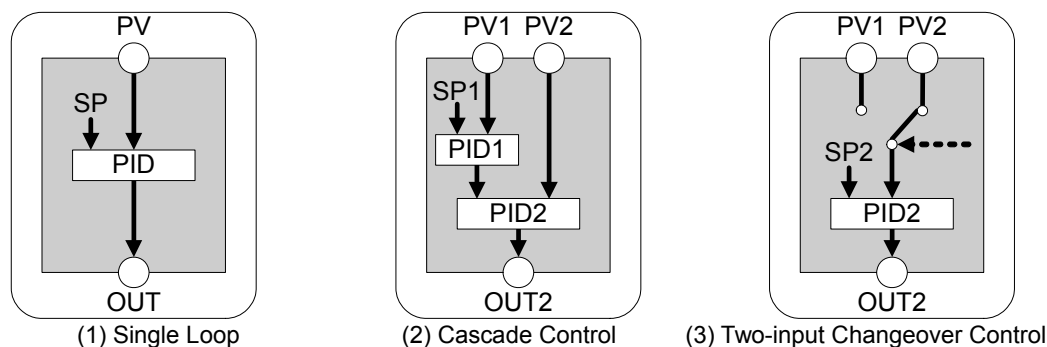 PV
SP
PID
OUT
(1) Single Loop
PV1 PV2
SP1
PID1
PID2
OUT2
(2) Cascade Control
PV1 PV2
SP2
PID2
OUT2
(3) Two-input Changeover Control